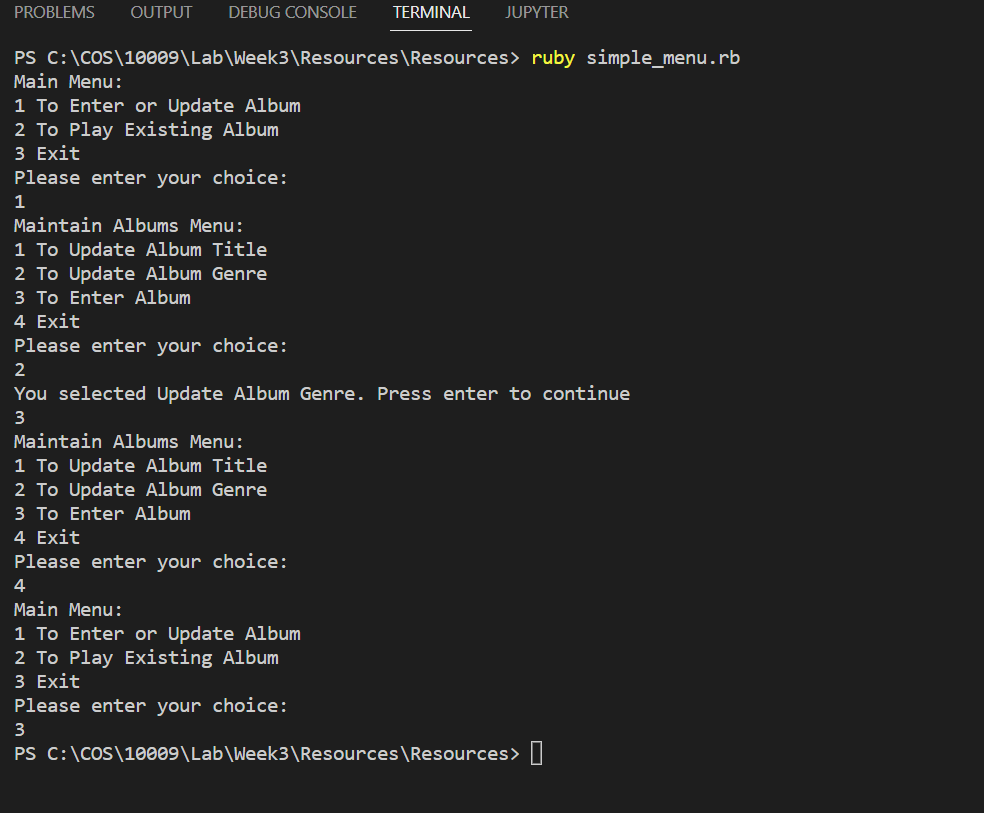 PROBLEMS OUTPUT DEBUG CONSOLE TERMINAL JUPYTER
PS C:\COS\10009\Lab\Week3\Resources\Resources> ruby simple_menu.rb
Main Menu:
1 To Enter or Update Album
2 To Play Existing Album
3 Exit
Please enter your choice:
1
Maintain Albums Menu:
1 To Update Album Title
2 To Update Album Genre
3 To Enter Album
4 Exit
Please enter your choice:
2
You selected Update Album Genre. Press enter to continue
3
Maintain Albums Menu:
1 To Update Album Title
2 To Update Album Genre
3 To Enter Album
4 Exit
Please enter your choice:
4
Main Menu:
1 To Enter or Update Album
2 To Play Existing Album
3 Exit
Please enter your choice:
3
PS C:\COS\10009\Lab\Week3\Resources\Resources>